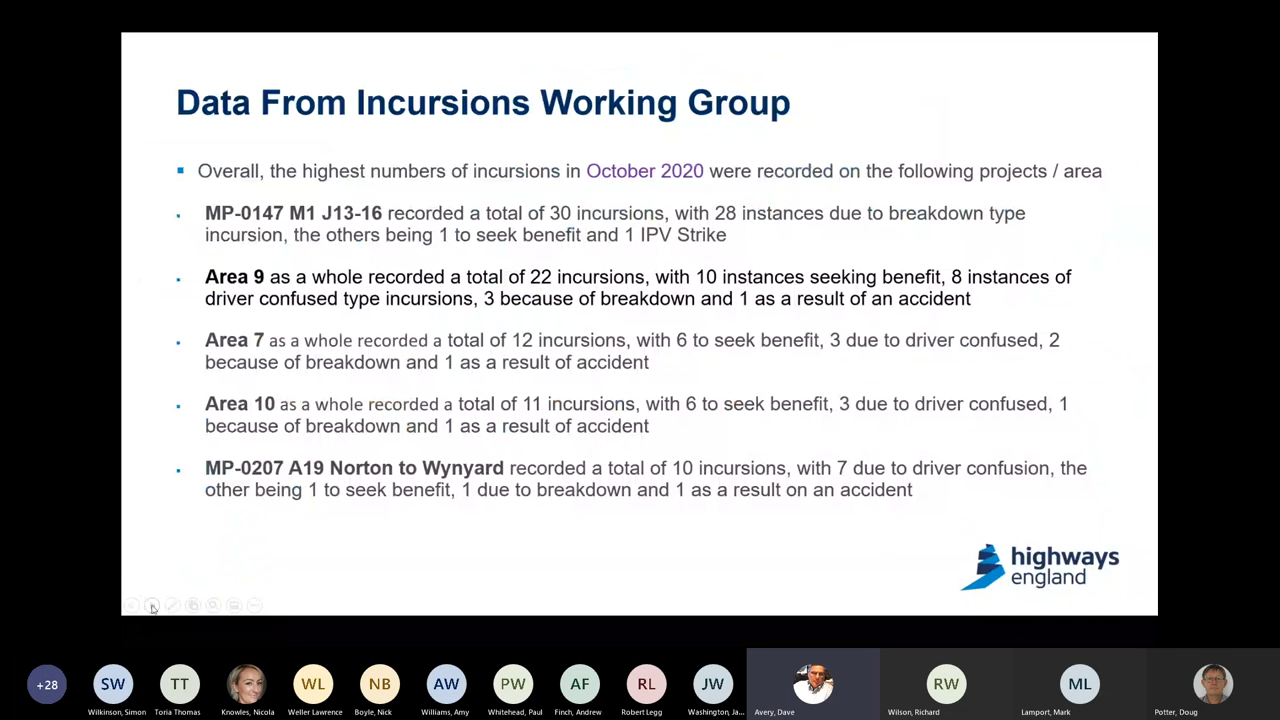 Data From Incursions Working Group
Overall, the highest numbers of incursions in October 2020 were recorded on the following projects / area
MP-0147 M1 J13-16 recorded a total of 30 incursions, with 28 instances due to breakdown type
incursion, the others being 1 to seek benefit and 1 IPV Strike
Area 9 as a whole recorded a total of 22 incursions, with 10 instances seeking benefit, 8 instances of
driver confused type incursions, 3 because of breakdown and 1 as a result of an accident
Area 7 as a whole recorded a total of 12 incursions, with 6 to seek benefit, 3 due to driver confused, 2
because of breakdown and 1 as a result of accident
Area 10 as a whole recorded a total of 11 incursions, with 6 to seek benefit, 3 due to driver confused, 1
because of breakdown and 1 as a result of accident
MP-0207 A19 Norton to Wynyard recorded a total of 10 incursions, with 7 due to driver confusion, the
other being 1 to seek benefit, 1 due to breakdown and 1 as a result on an accident
highways
england
+28 SW TT WL NB AW PW AF RL JW RW ML
Wilkinson, Simon Toria Thomas Knowles, Nicola Weller Lawrence Boyle, Nick Williams, Amy Whitehead, Paul Finch, Andrew Robert Legg Washington, Ja... Avery, Dave Wilson, Richard Lamport, Mark Potter, Doug